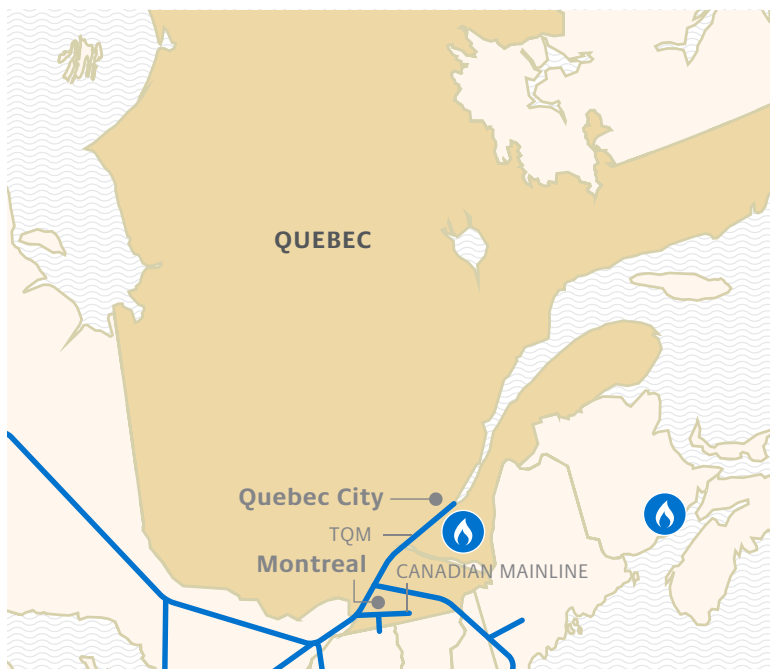 QUEBEC
Quebec City
TQM
Montreal
CANADIAN MAINLINE